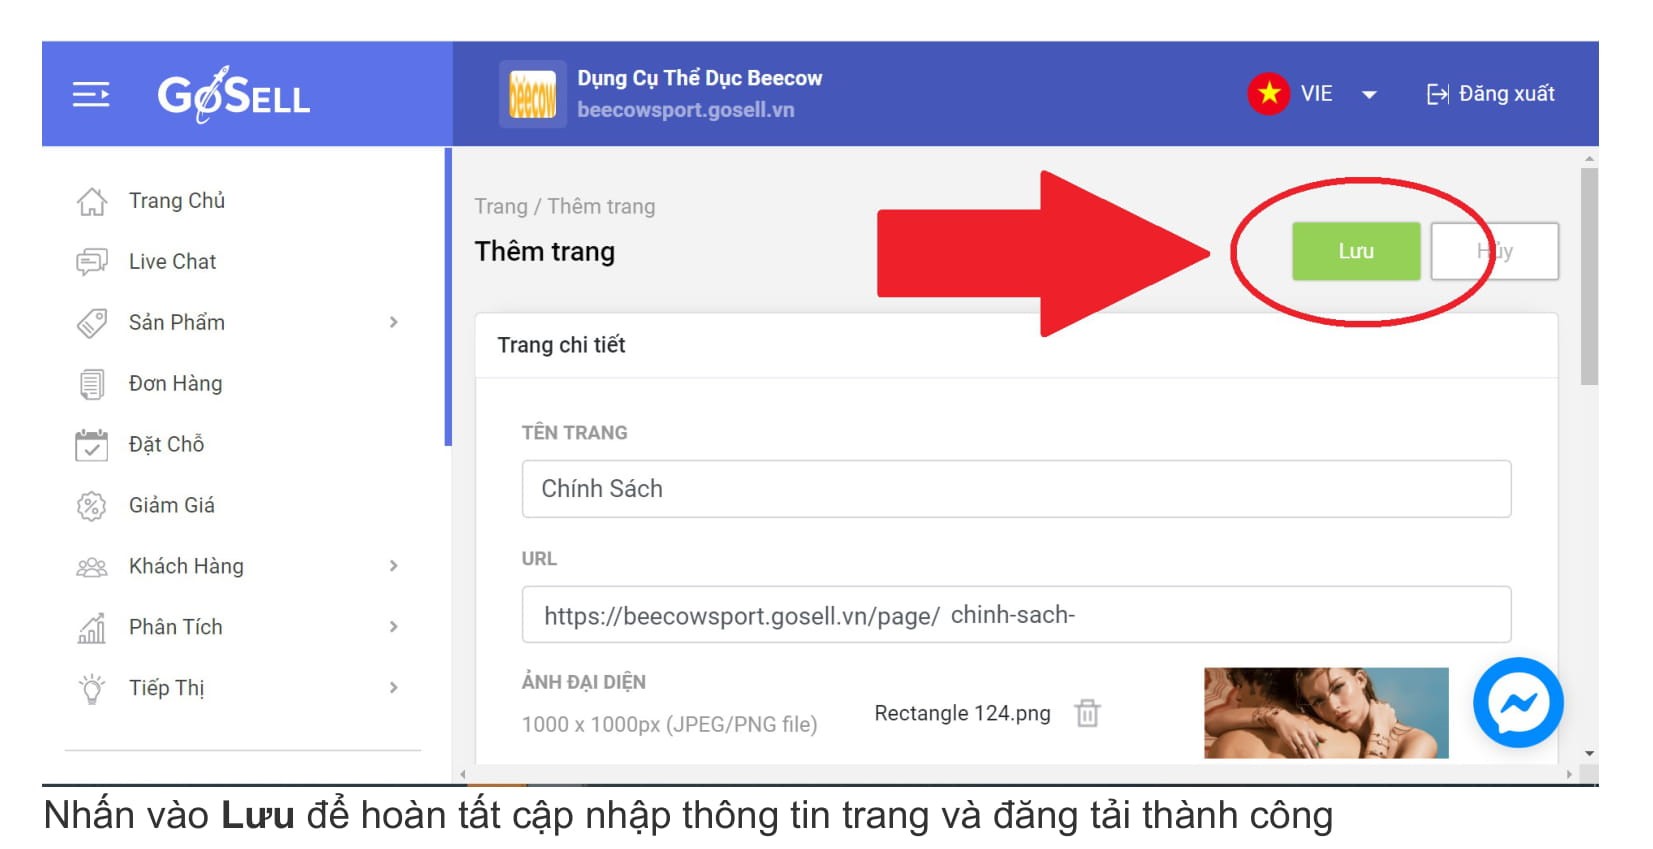 GoSELL
beecow
Dụng Cụ Thể Dục Beecow
beecowsport.gosell.vn
VIE
Đăng xuất
Trang Chủ
Live Chat
Sản Phẩm
Đơn Hàng
Đặt Chỗ
Giảm Giá
Khách Hàng
Phân Tích
Tiếp Thị
Trang / Thêm trang
Thêm trang
Lưu
Hủy
Trang chi tiết
TÊN TRANG
Chính Sách
URL
https://beecowsport.gosell.vn/page/ chinh-sach-
ẢNH ĐẠI DIỆN
1000 x 1000px (JPEG/PNG file)
Rectangle 124.png
Nhấn vào Lưu để hoàn tất cập nhập thông tin trang và đăng tải thành công